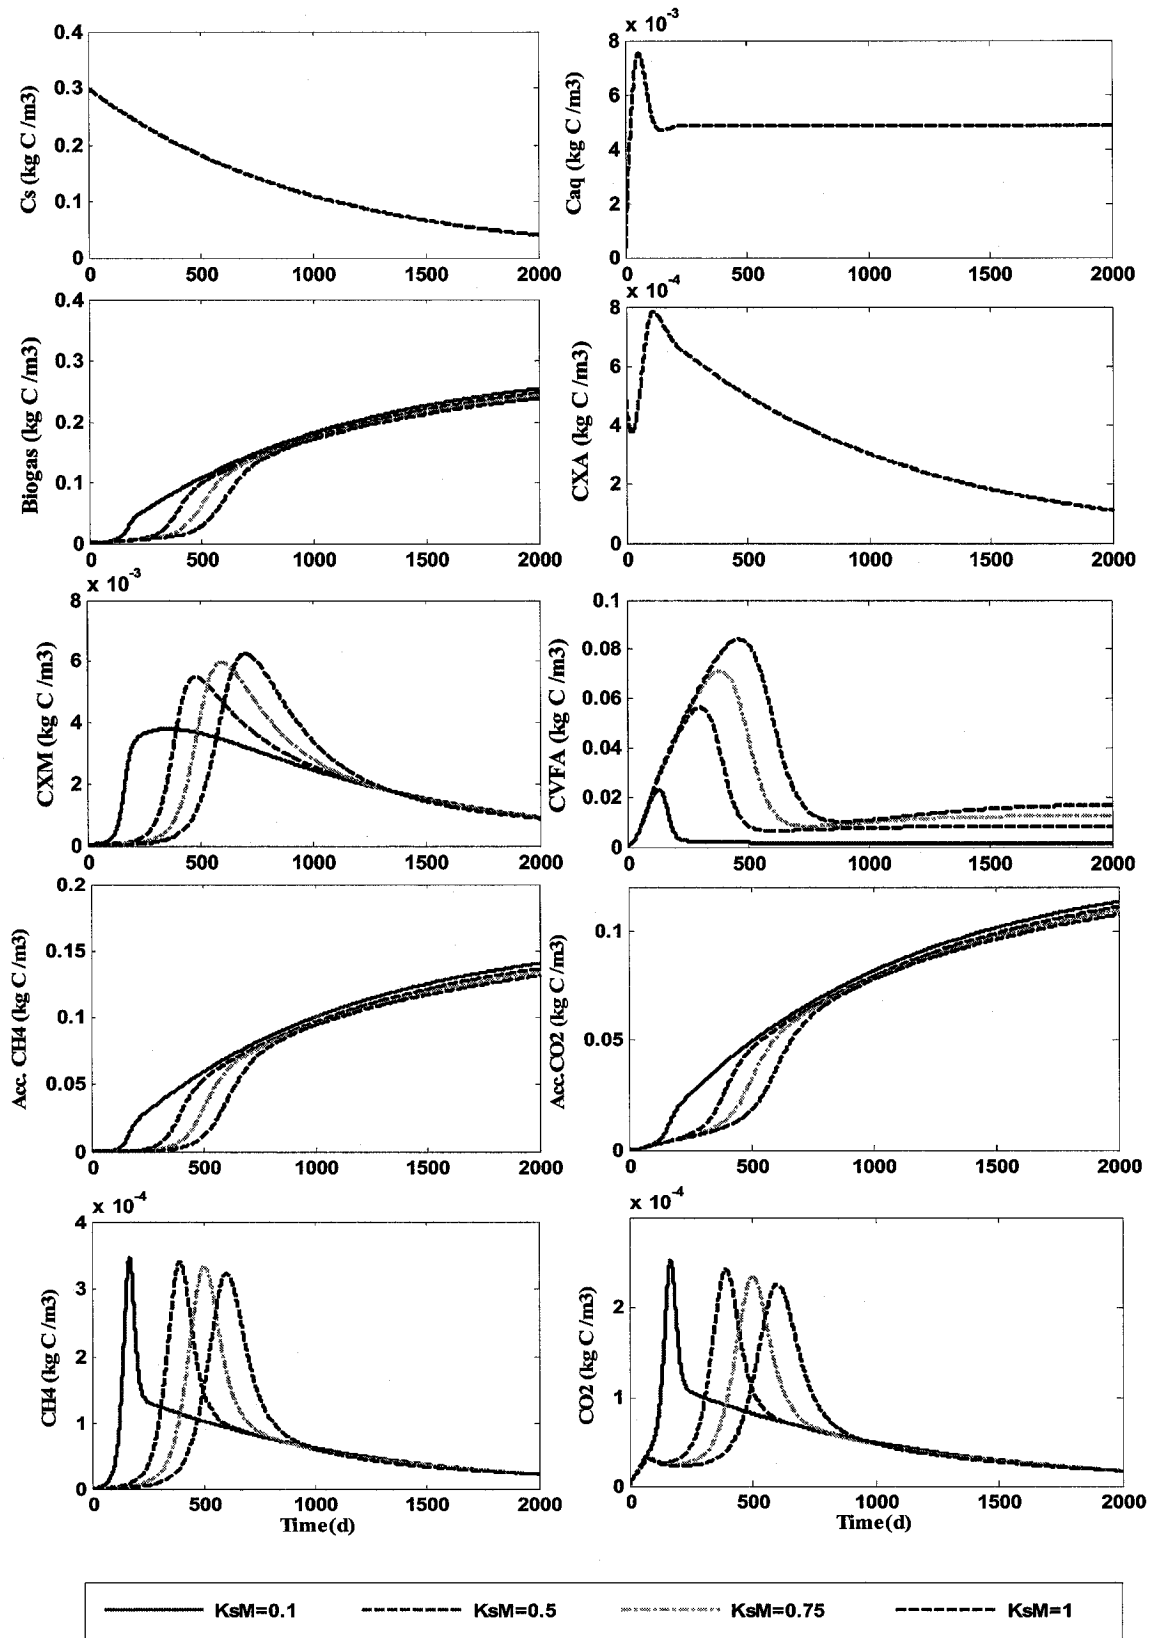 x 10⁻³
Cs (kg C /m3)
0.4
0.3
0.2
0.1
0
0 500 1000 1500 2000
Caq (kg C /m3)
8
6
4
2
0
0 500 1000 1500 2000
x 10⁻⁴
Biogas (kg C /m3)
0.4
0.3
0.2
0.1
0
0 500 1000 1500 2000
CXA (kg C /m3)
8
6
4
2
0
0 500 1000 1500 2000
x 10⁻³
CXM (kg C /m3)
8
6
4
2
0
0 500 1000 1500 2000
CVFA (kg C /m3)
0.1
0.08
0.06
0.04
0.02
0
0 500 1000 1500 2000
Acc. CH4 (kg C /m3)
0.2
0.15
0.1
0.05
0
0 500 1000 1500 2000
Acc.CO2 (kg C /m3)
0.1
0.05
0
0 500 1000 1500 2000
x 10⁻⁴
CH4 (kg C /m3)
4
3
2
1
0
0 500 1000 1500 2000
Time(d)
x 10⁻⁴
CO2 (kg C /m3)
2
1
0
0 500 1000 1500 2000
Time(d)
KsM=0.1 KsM=0.5 KsM=0.75 KsM=1